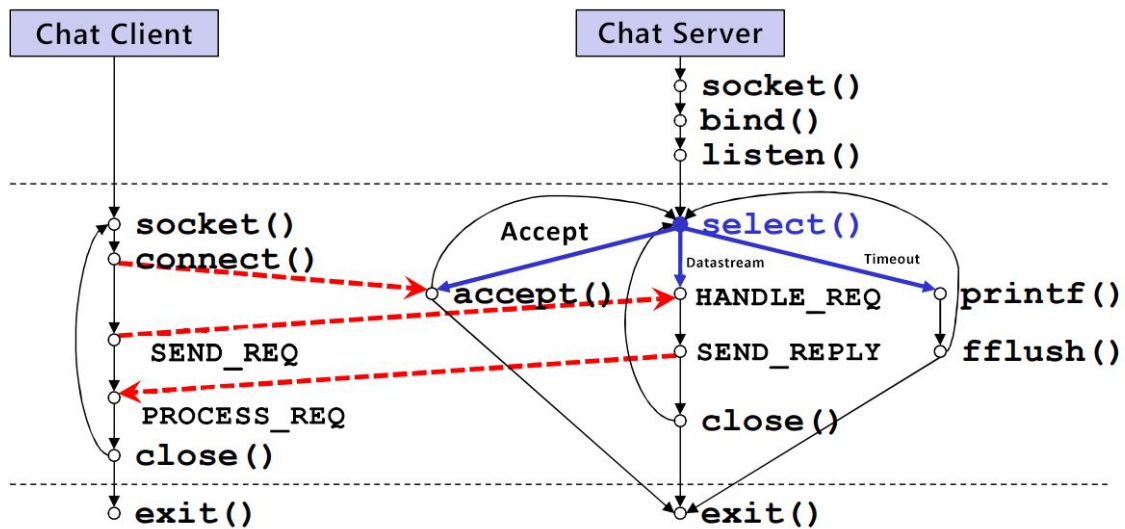 Chat Client
Chat Server
socket()
bind()
listen()
socket()
select()
Accept
connect()
Datastream
Timeout
accept()
HANDLE_REQ
printf()
SEND_REQ
SEND_REPLY
fflush()
PROCESS_REQ
close()
close()
exit()
exit()